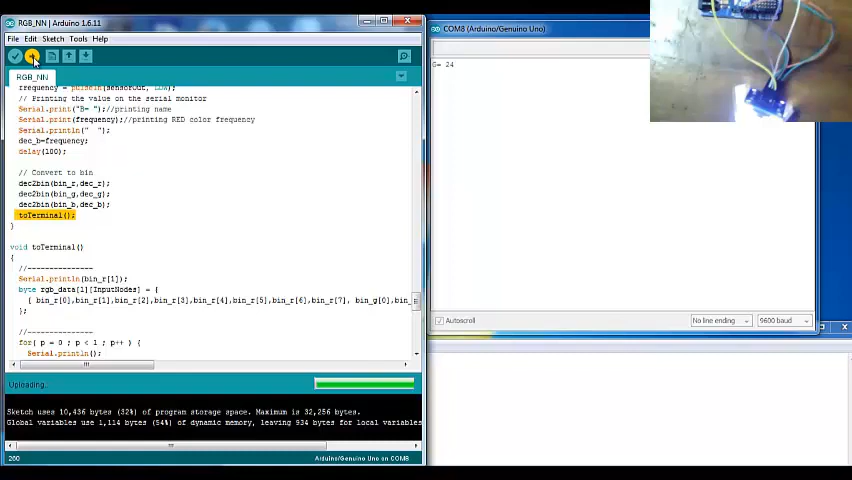 RGB_NN | Arduino 1.6.11
File Edit Sketch Tools Help
RGB_NN
frequency = pulseIn(sensorOut, LOW);
// Printing the value on the serial monitor
Serial.print("B= ");//printing name
Serial.print(frequency);//printing RED color frequency
Serial.println("  ");
dec_b=frequency;
delay(100);
// Convert to bin
dec2bin(bin_r,dec_r);
dec2bin(bin_g,dec_g);
dec2bin(bin_b,dec_b);
toTerminal();
}
void toTerminal()
{
//--------------
Serial.println(bin_r[1]);
byte rgb_data[1][InputNodes] = {
{ bin_r[0],bin_r[1],bin_r[2],bin_r[3],bin_r[4],bin_r[5],bin_r[6],bin_r[7], bin_g[0],bin_
};
//--------------
for( p = 0 ; p < 1 ; p++ ) {
Serial.println();
Uploading...
Sketch uses 10,436 bytes (32%) of program storage space. Maximum is 32,256 bytes.
Global variables use 1,114 bytes (54%) of dynamic memory, leaving 934 bytes for local variables
260
Arduino/Genuino Uno on COM8
COM8 (Arduino/Genuino Uno)
G= 24
Autoscroll
No line ending
9600 baud